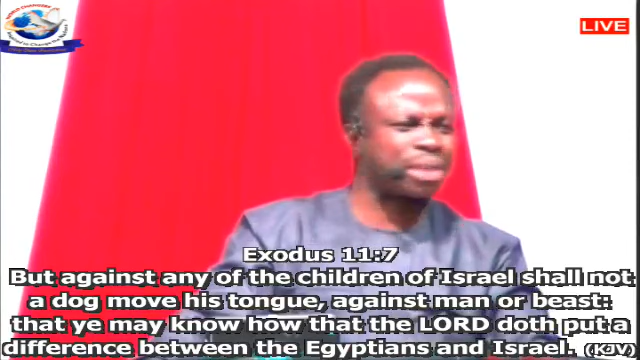 WORLD CHANGERS
LIVE
Exodus 11:7
But against any of the children of Israel shall not
a dog move his tongue, against man or beast:
that ye may know how that the LORD doth put a
difference between the Egyptians and Israel. (KJV)